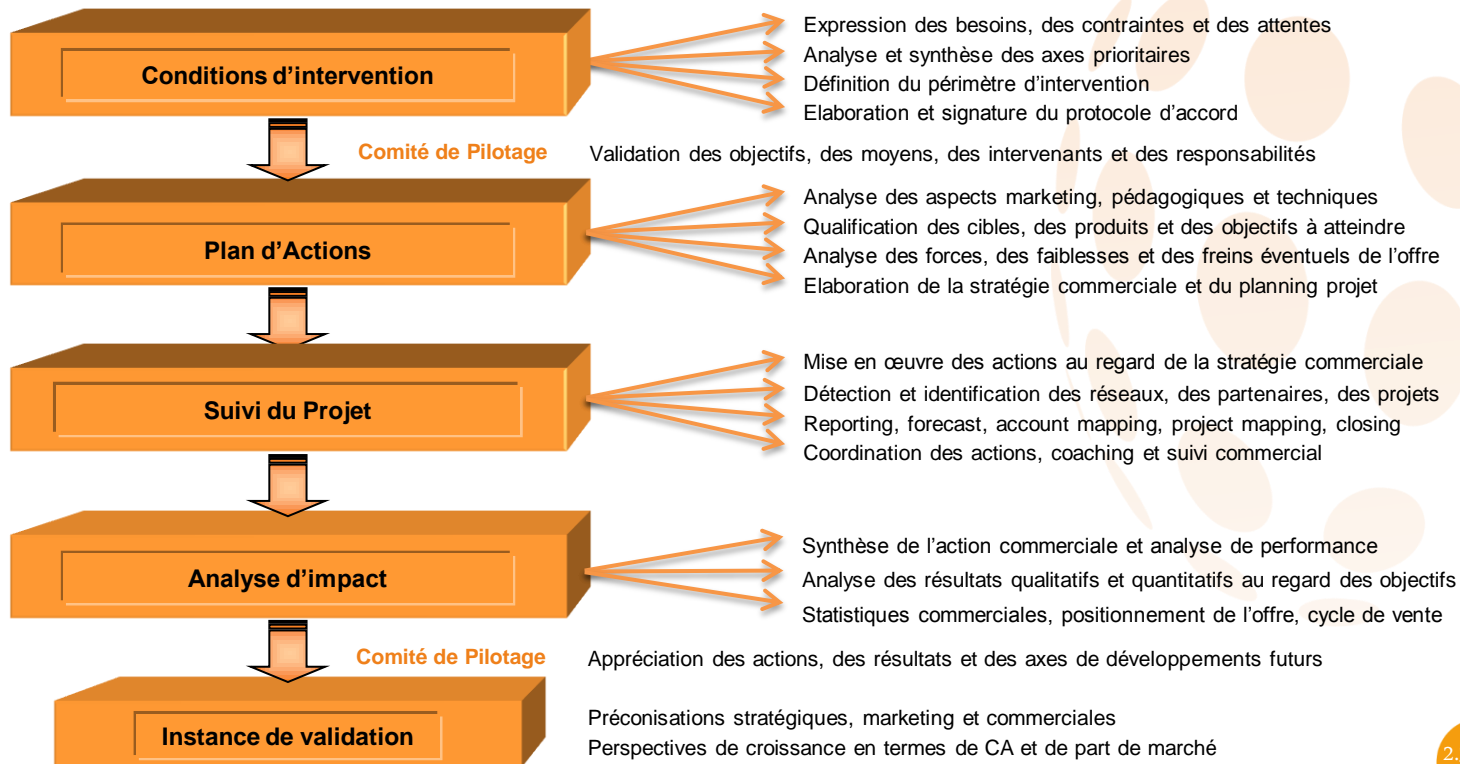 Expression des besoins, des contraintes et des attentes
Analyse et synthèse des axes prioritaires
Conditions d'intervention
Définition du périmètre d'intervention
Elaboration et signature du protocole d'accord
Comité de Pilotage Validation des objectifs, des moyens, des intervenants et des responsabilités
Analyse des aspects marketing, pédagogiques et techniques
Qualification des cibles, des produits et des objectifs à atteindre
Plan d'Actions
Analyse des forces, des faiblesses et des freins éventuels de l'offre
Elaboration de la stratégie commerciale et du planning projet
Mise en œuvre des actions au regard de la stratégie commerciale
Détection et identification des réseaux, des partenaires, des projets
Suivi du Projet
Reporting, forecast, account mapping, project mapping, closing
Coordination des actions, coaching et suivi commercial
Synthèse de l'action commerciale et analyse de performance
Analyse d'impact
Analyse des résultats qualitatifs et quantitatifs au regard des objectifs
Statistiques commerciales, positionnement de l'offre, cycle de vente
Comité de Pilotage Appréciation des actions, des résultats et des axes de développements futurs
Préconisations stratégiques, marketing et commerciales
Instance de validation
Perspectives de croissance en termes de CA et de part de marché
2.